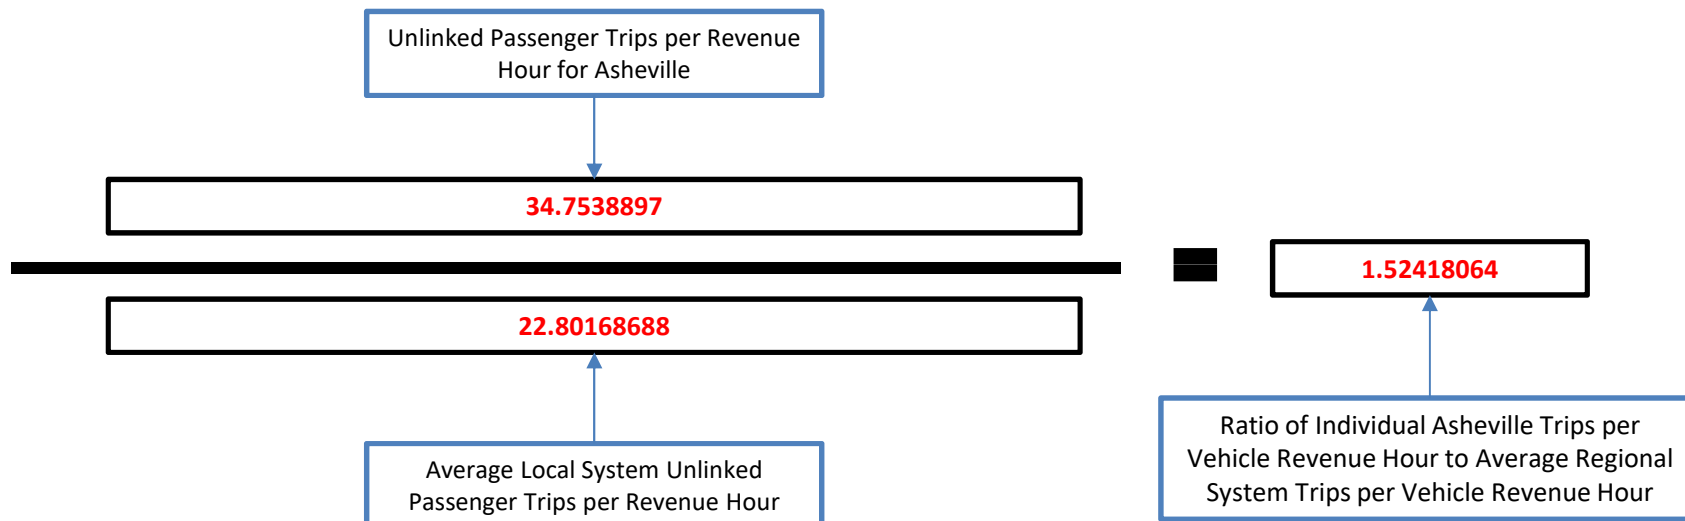 Unlinked Passenger Trips per Revenue
Hour for Asheville
34.7538897
=
1.52418064
22.80168688
Average Local System Unlinked
Passenger Trips per Revenue Hour
Ratio of Individual Asheville Trips per
Vehicle Revenue Hour to Average Regional
System Trips per Vehicle Revenue Hour